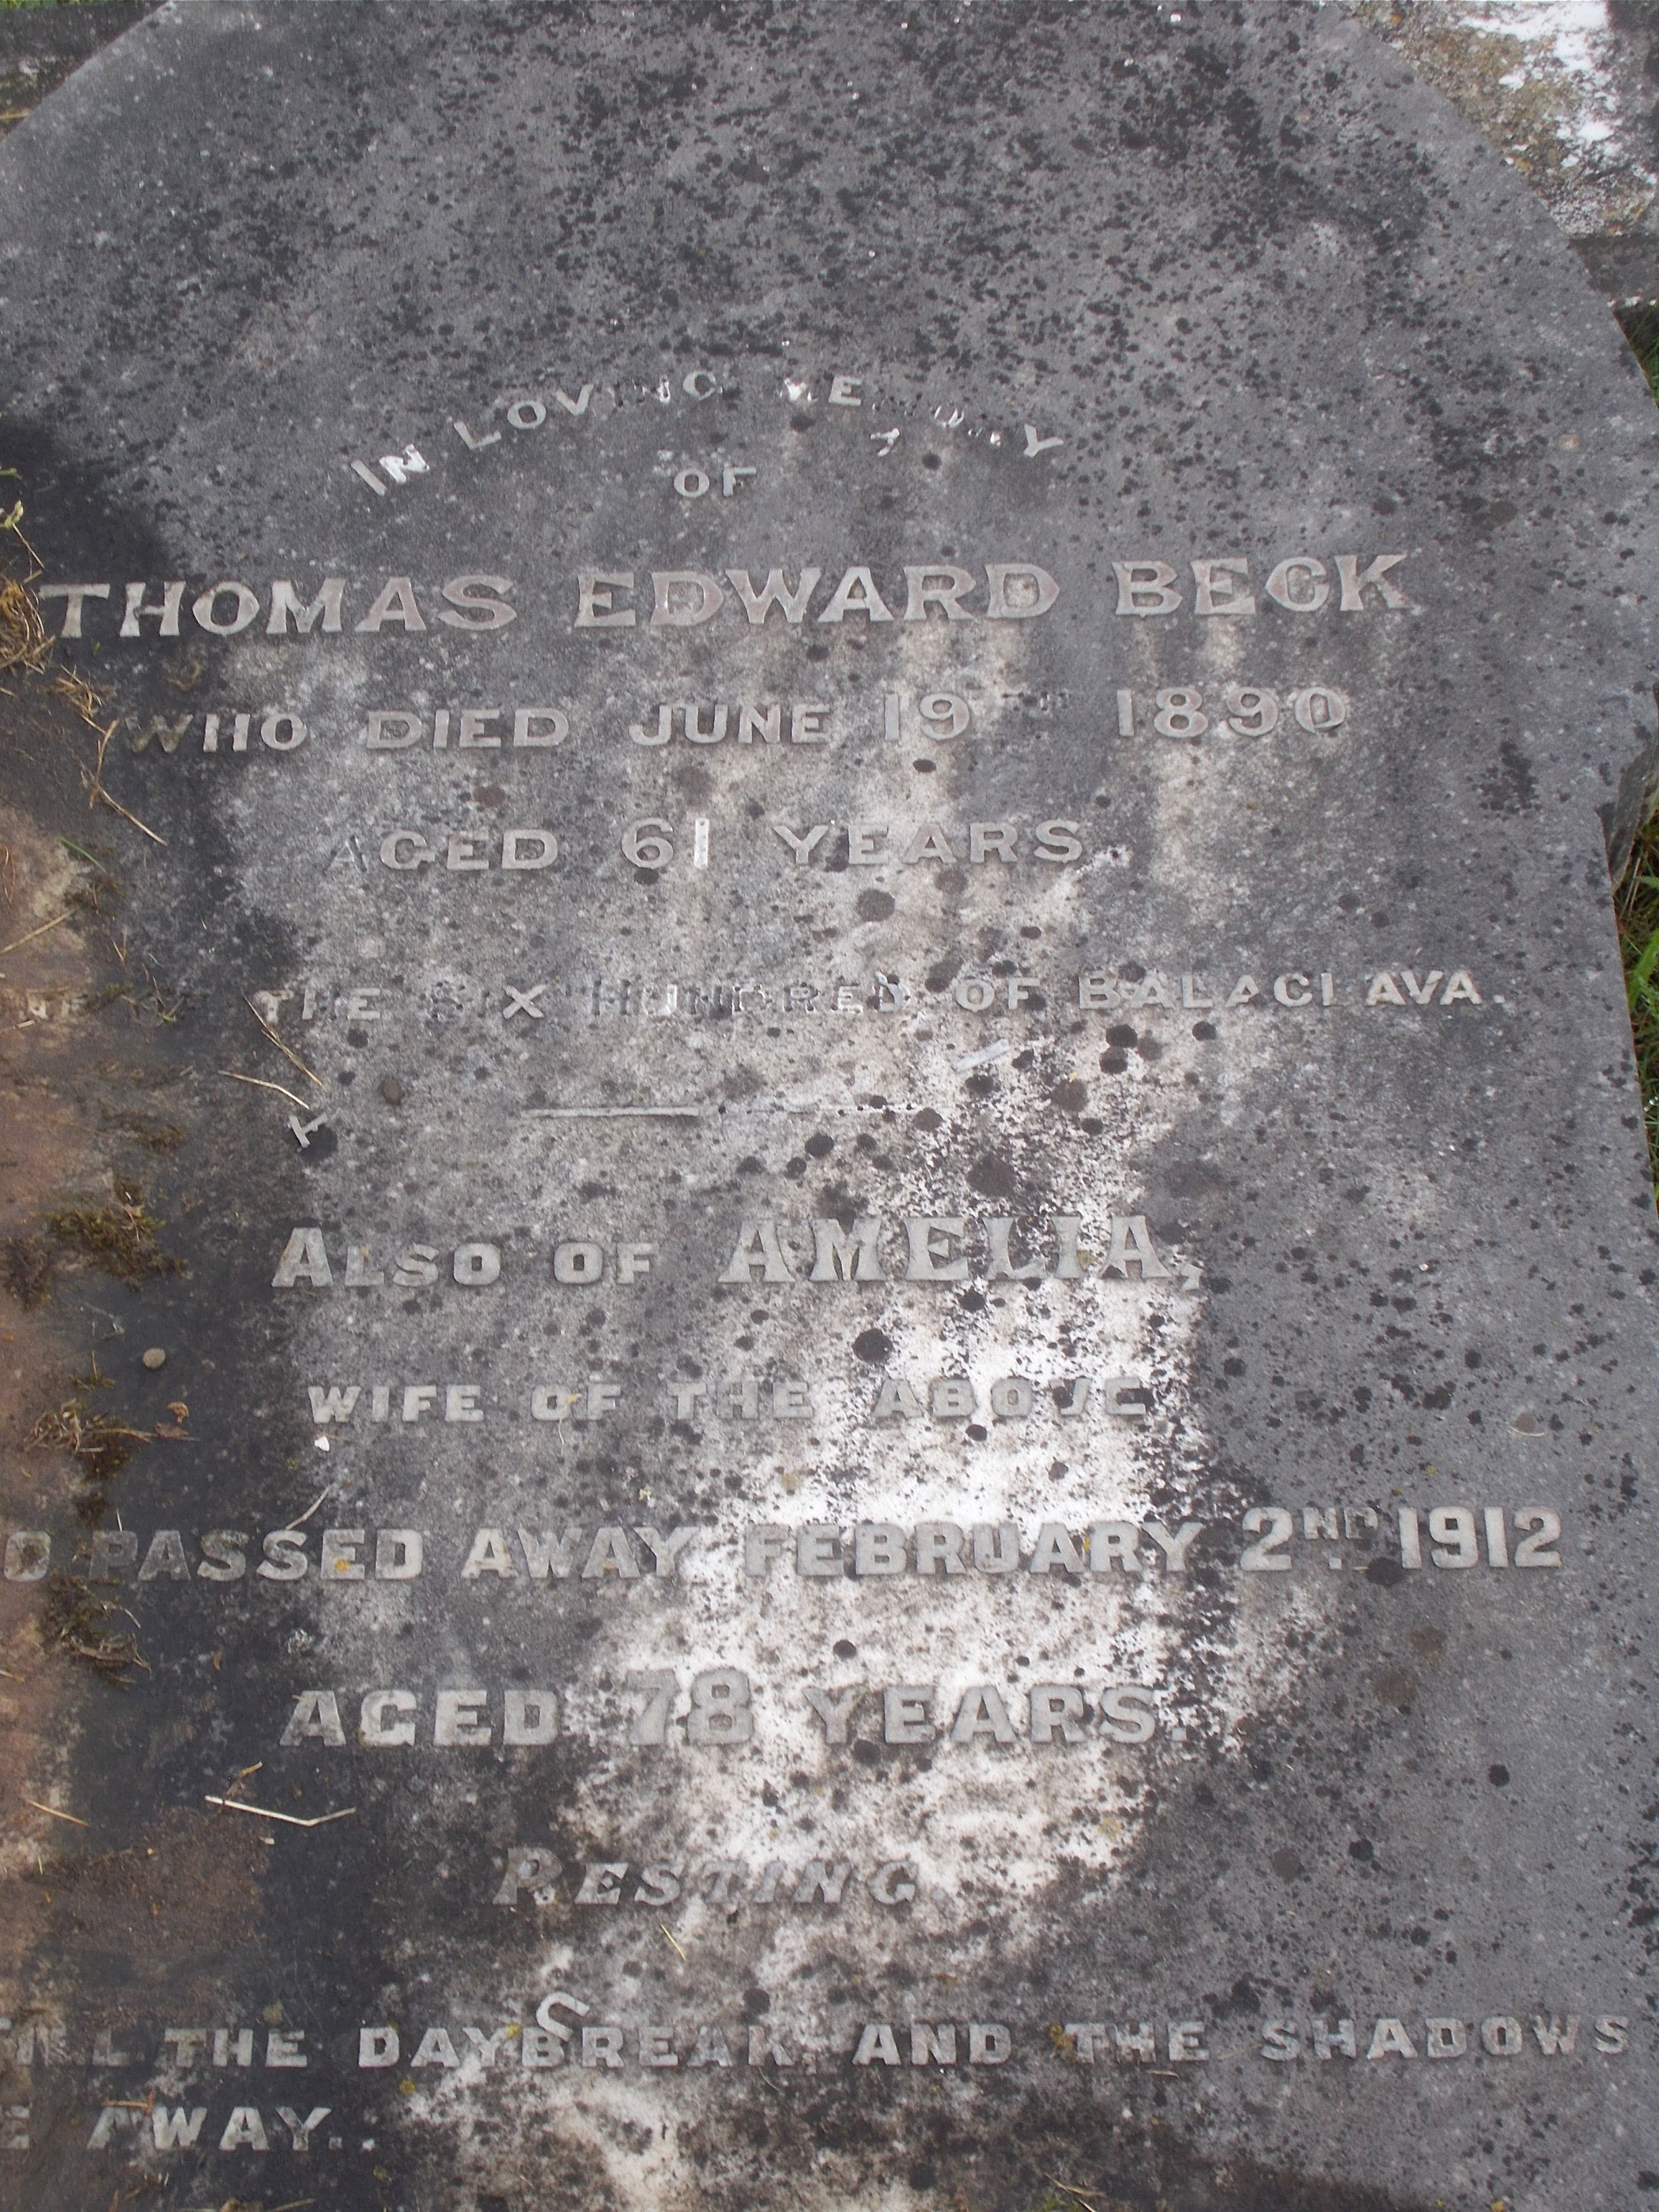 IN LOVING MEMORY
OF
THOMAS EDWARD BECK
WHO DIED JUNE 19TH 1890
AGED 61 YEARS.
THE SIX HUNDRED OF BALACLAVA.
ALSO OF AMELIA,
WIFE OF THE ABOVE
PASSED AWAY FEBRUARY 2ND 1912
AGED 78 YEARS.
RESTING.
TILL THE DAYBREAK AND THE SHADOWS
AWAY.